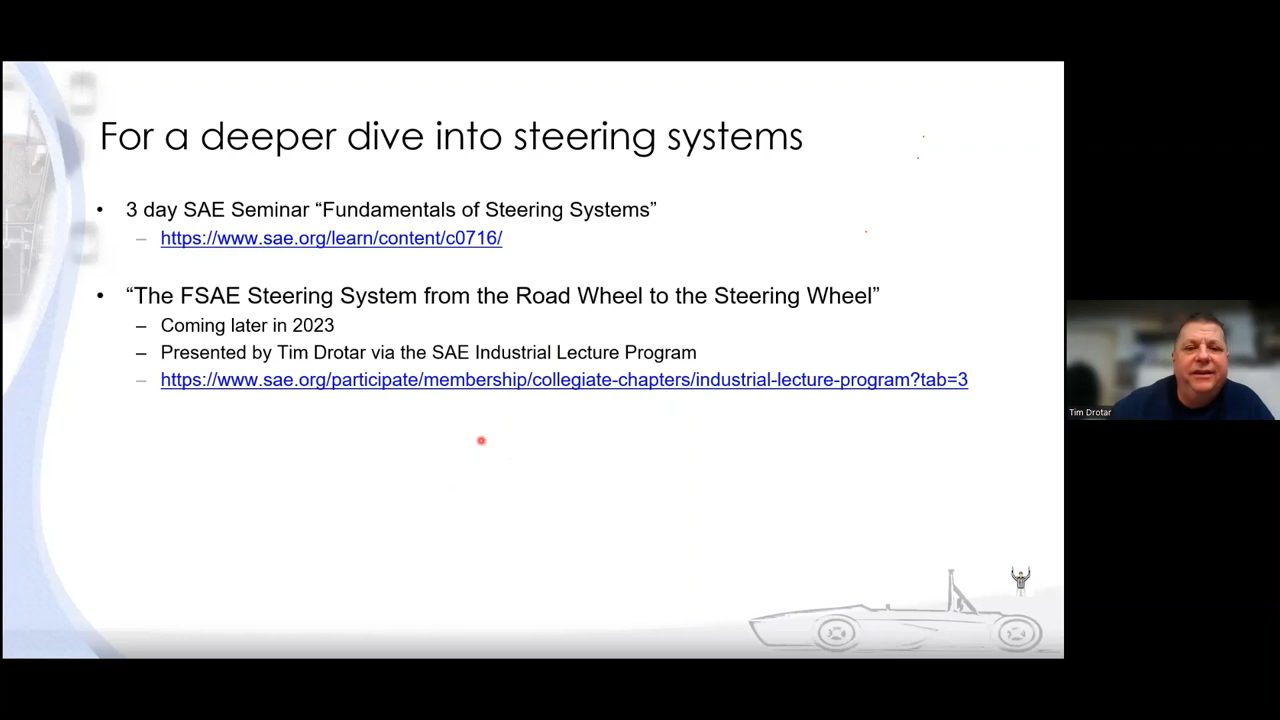 For a deeper dive into steering systems
• 3 day SAE Seminar “Fundamentals of Steering Systems”
– https://www.sae.org/learn/content/c0716/
• “The FSAE Steering System from the Road Wheel to the Steering Wheel”
– Coming later in 2023
– Presented by Tim Drotar via the SAE Industrial Lecture Program
– https://www.sae.org/participate/membership/collegiate-chapters/industrial-lecture-program?tab=3
Tim Drotar